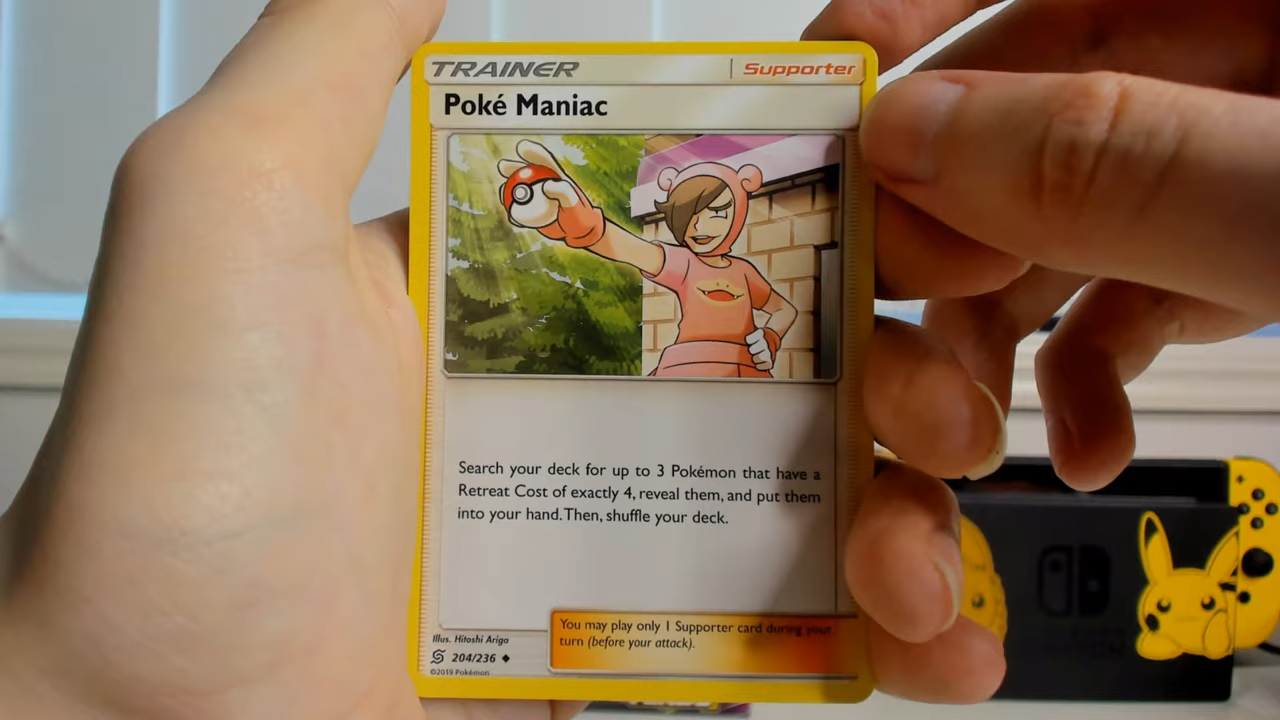 TRAINER
Supporter
Poké Maniac
Search your deck for up to 3 Pokémon that have a
Retreat Cost of exactly 4, reveal them, and put them
into your hand. Then, shuffle your deck.
You may play only 1 Supporter card during your
turn (before your attack).
Illus. Hitoshi Ariga
204/236
©2019 Pokémon